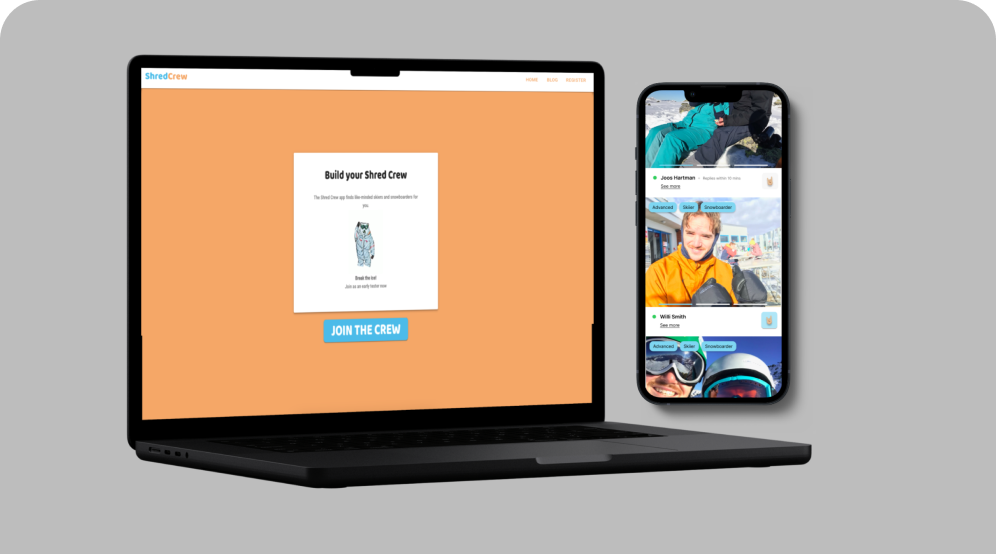 ShredCrew
HOME BLOG REGISTER
Build your Shred Crew
The Shred Crew app finds like-minded skiers and snowboarders for
you
Break the ice!
Join us an early tester now
JOIN THE CREW
Joos Hartman • Replies within 10 mins
See more
Advanced Skier Snowboarder
Willi Smith
See more
Advanced Skier Snowboarder